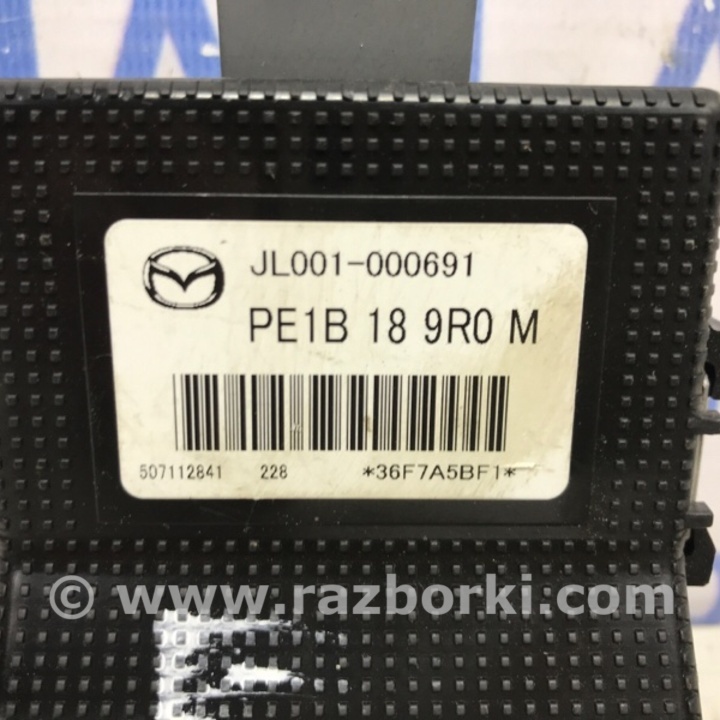 JL001-000691
PE1B 18 9R0 M
507112841 228 *36F7A5BF1*
© www.razborki.com